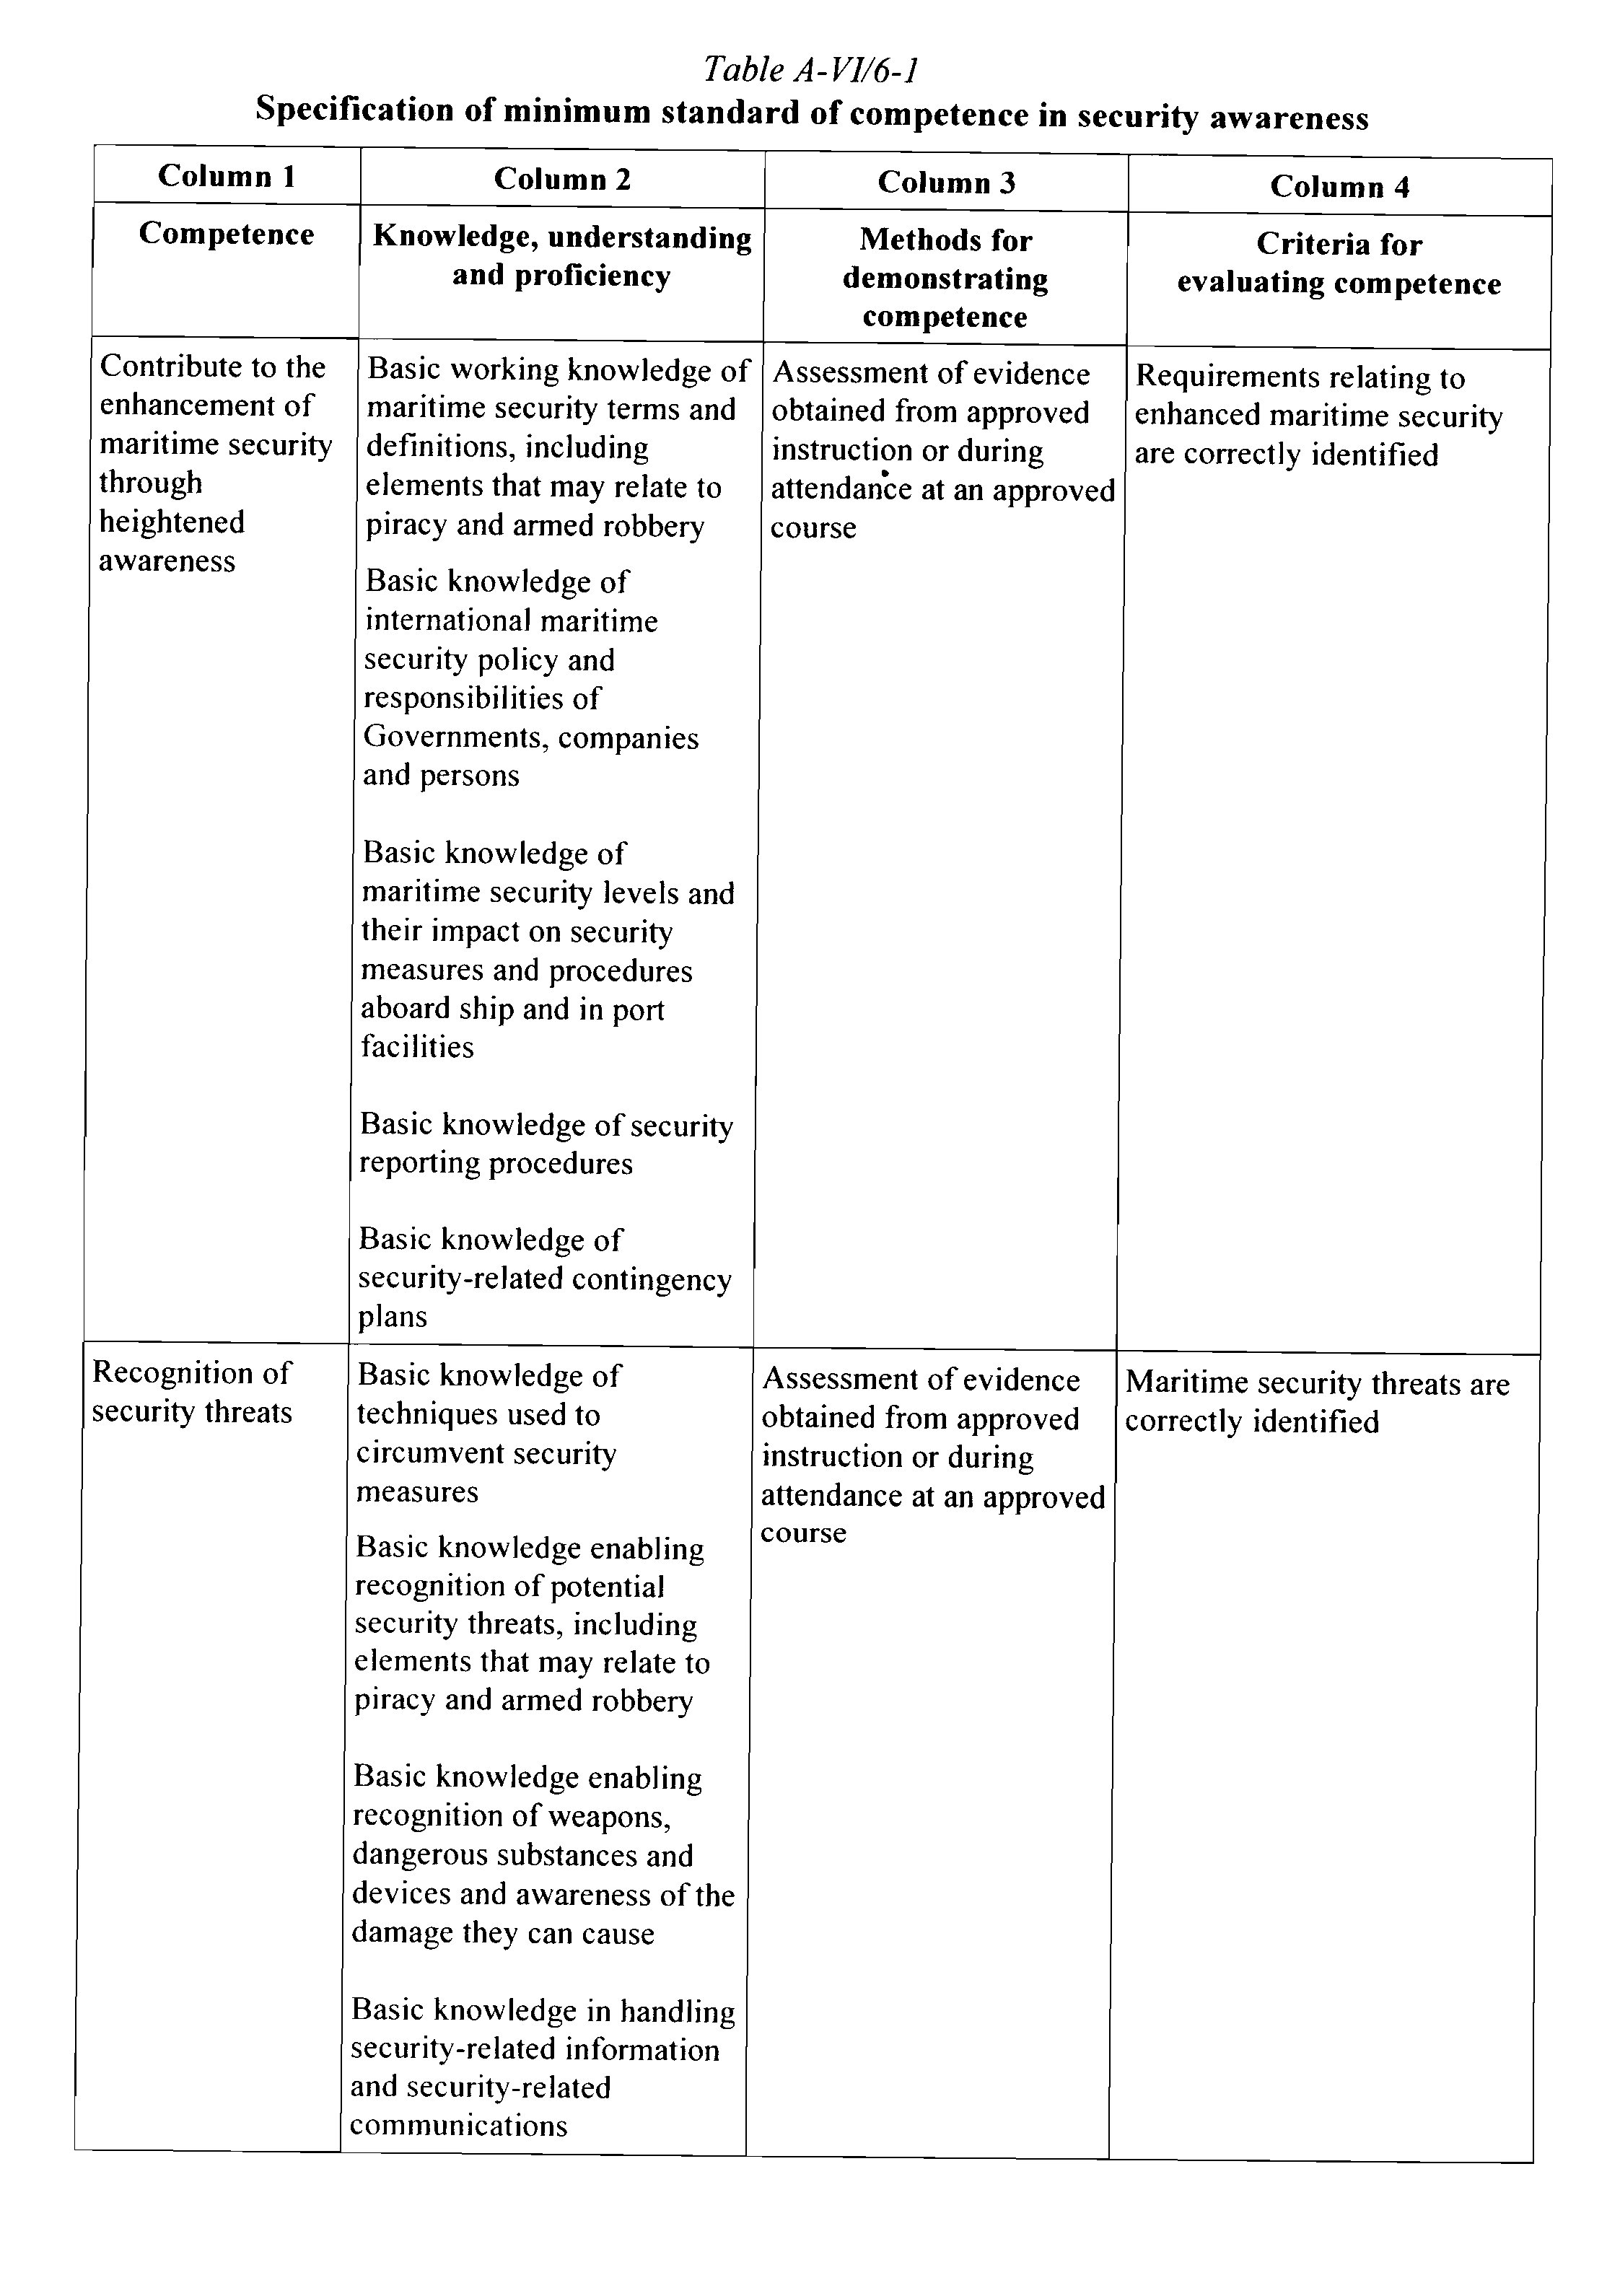 Table A-VI/6-1
Specification of minimum standard of competence in security awareness
Column 1
Column 2
Column 3
Column 4
Competence
Knowledge, understanding
and proficiency
Methods for
demonstrating
competence
Criteria for
evaluating competence
Contribute to the
enhancement of
maritime security
through
heightened
awareness
Basic working knowledge of
maritime security terms and
definitions, including
elements that may relate to
piracy and armed robbery
Basic knowledge of
international maritime
security policy and
responsibilities of
Governments, companies
and persons
Basic knowledge of
maritime security levels and
their impact on security
measures and procedures
aboard ship and in port
facilities
Basic knowledge of security
reporting procedures
Basic knowledge of
security-related contingency
plans
Assessment of evidence
obtained from approved
instruction or during
attendance at an approved
course
Requirements relating to
enhanced maritime security
are correctly identified
Recognition of
security threats
Basic knowledge of
techniques used to
circumvent security
measures
Basic knowledge enabling
recognition of potential
security threats, including
elements that may relate to
piracy and armed robbery
Basic knowledge enabling
recognition of weapons,
dangerous substances and
devices and awareness of the
damage they can cause
Basic knowledge in handling
security-related information
and security-related
communications
Assessment of evidence
obtained from approved
instruction or during
attendance at an approved
course
Maritime security threats are
correctly identified